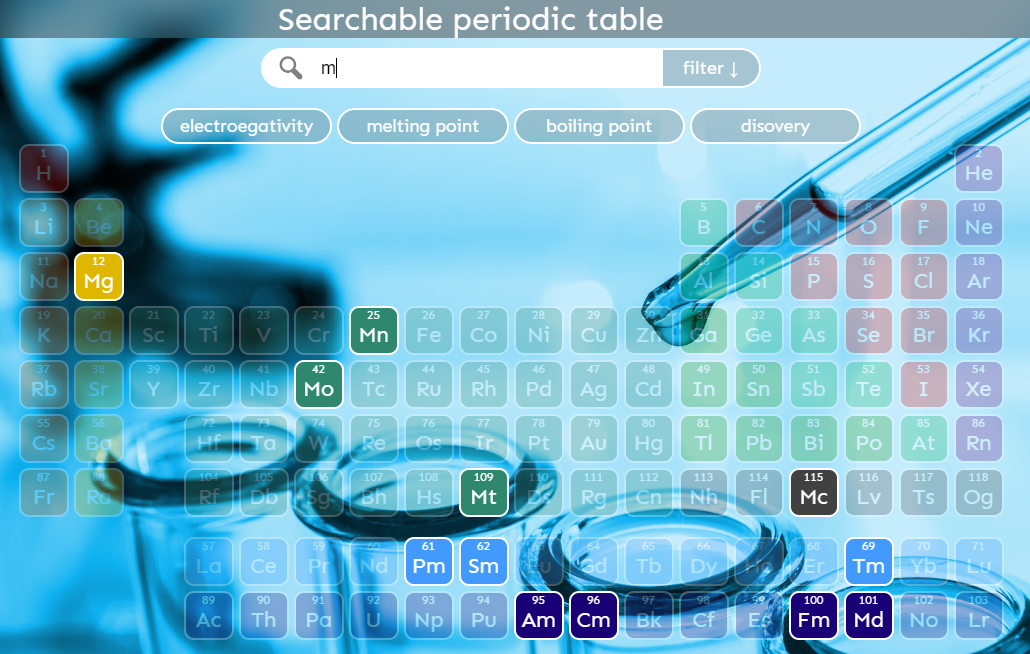 Searchable periodic table
m
filter ↓
electroegativity melting point boiling point disovery
1 2
H He
3 4 5 6 7 8 9 10
Li Be B C N O F Ne
11 12 13 14 15 16 17 18
Na Mg Al Si P S Cl Ar
19 20 21 22 23 24 25 26 27 28 29 30 31 32 33 34 35 36
K Ca Sc Ti V Cr Mn Fe Co Ni Cu Zn Ga Ge As Se Br Kr
37 38 39 40 41 42 43 44 45 46 47 48 49 50 51 52 53 54
Rb Sr Y Zr Nb Mo Tc Ru Rh Pd Ag Cd In Sn Sb Te I Xe
55 56 72 73 74 75 76 77 78 79 80 81 82 83 84 85 86
Cs Ba Hf Ta W Re Os Ir Pt Au Hg Tl Pb Bi Po At Rn
87 88 104 105 106 107 108 109 110 111 112 113 114 115 116 117 118
Fr Ra Rf Db Sg Bh Hs Mt Ds Rg Cn Nh Fl Mc Lv Ts Og
57 58 59 60 61 62 63 64 65 66 67 68 69 70 71
La Ce Pr Nd Pm Sm Eu Gd Tb Dy Ho Er Tm Yb Lu
89 90 91 92 93 94 95 96 97 98 99 100 101 102 103
Ac Th Pa U Np Pu Am Cm Bk Cf Es Fm Md No Lr